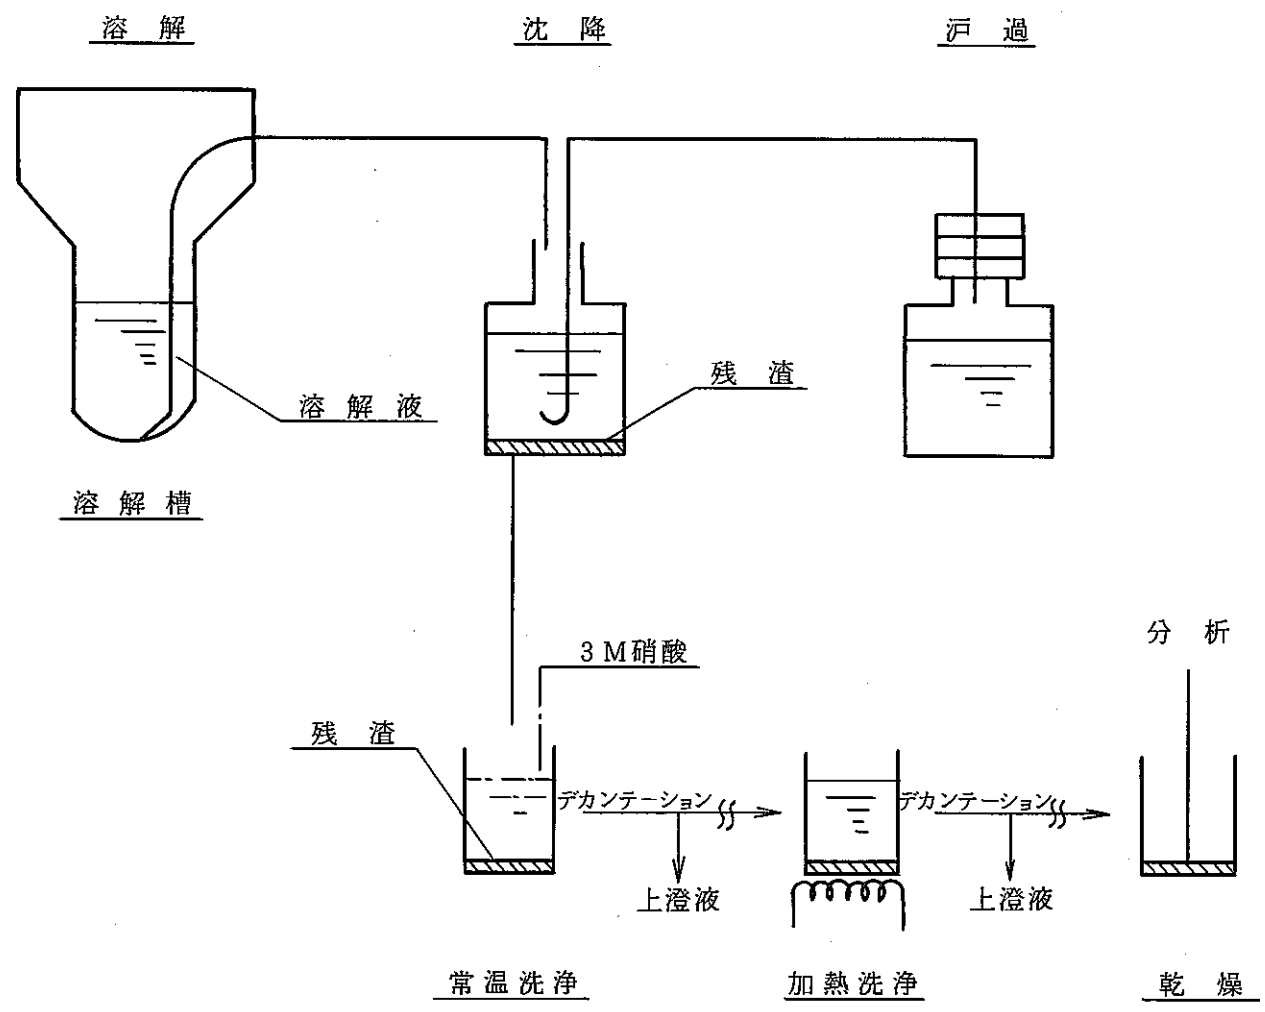 溶解
沈降
戸過
残渣
溶解液
溶解槽
分析
3M硝酸
残渣
デカンテーション
デカンテーション
上澄液
上澄液
常温洗浄
加熱洗浄
乾燥